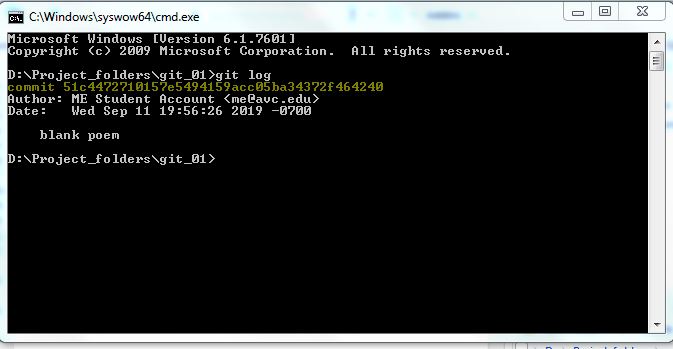 C:\Windows\syswow64\cmd.exe
Microsoft Windows [Version 6.1.7601]
Copyright (c) 2009 Microsoft Corporation.  All rights reserved.
D:\Project_folders\git_01>git log
commit 51c4472710157e5494159acc05ba34372f464240
Author: ME Student Account <me@avc.edu>
Date:   Wed Sep 11 19:56:26 2019 -0700
    blank poem
D:\Project_folders\git_01>